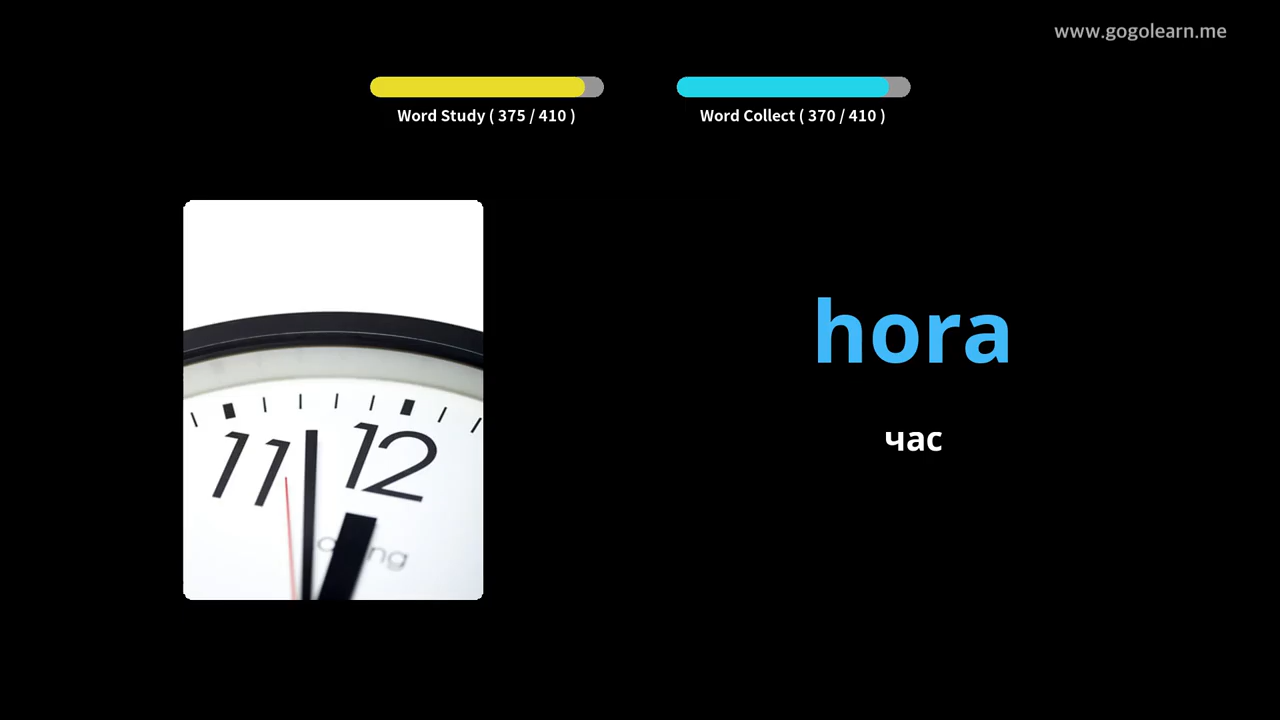 www.gogolearn.me
Word Study ( 375 / 410 )
Word Collect ( 370 / 410 )
11 12
hora
час